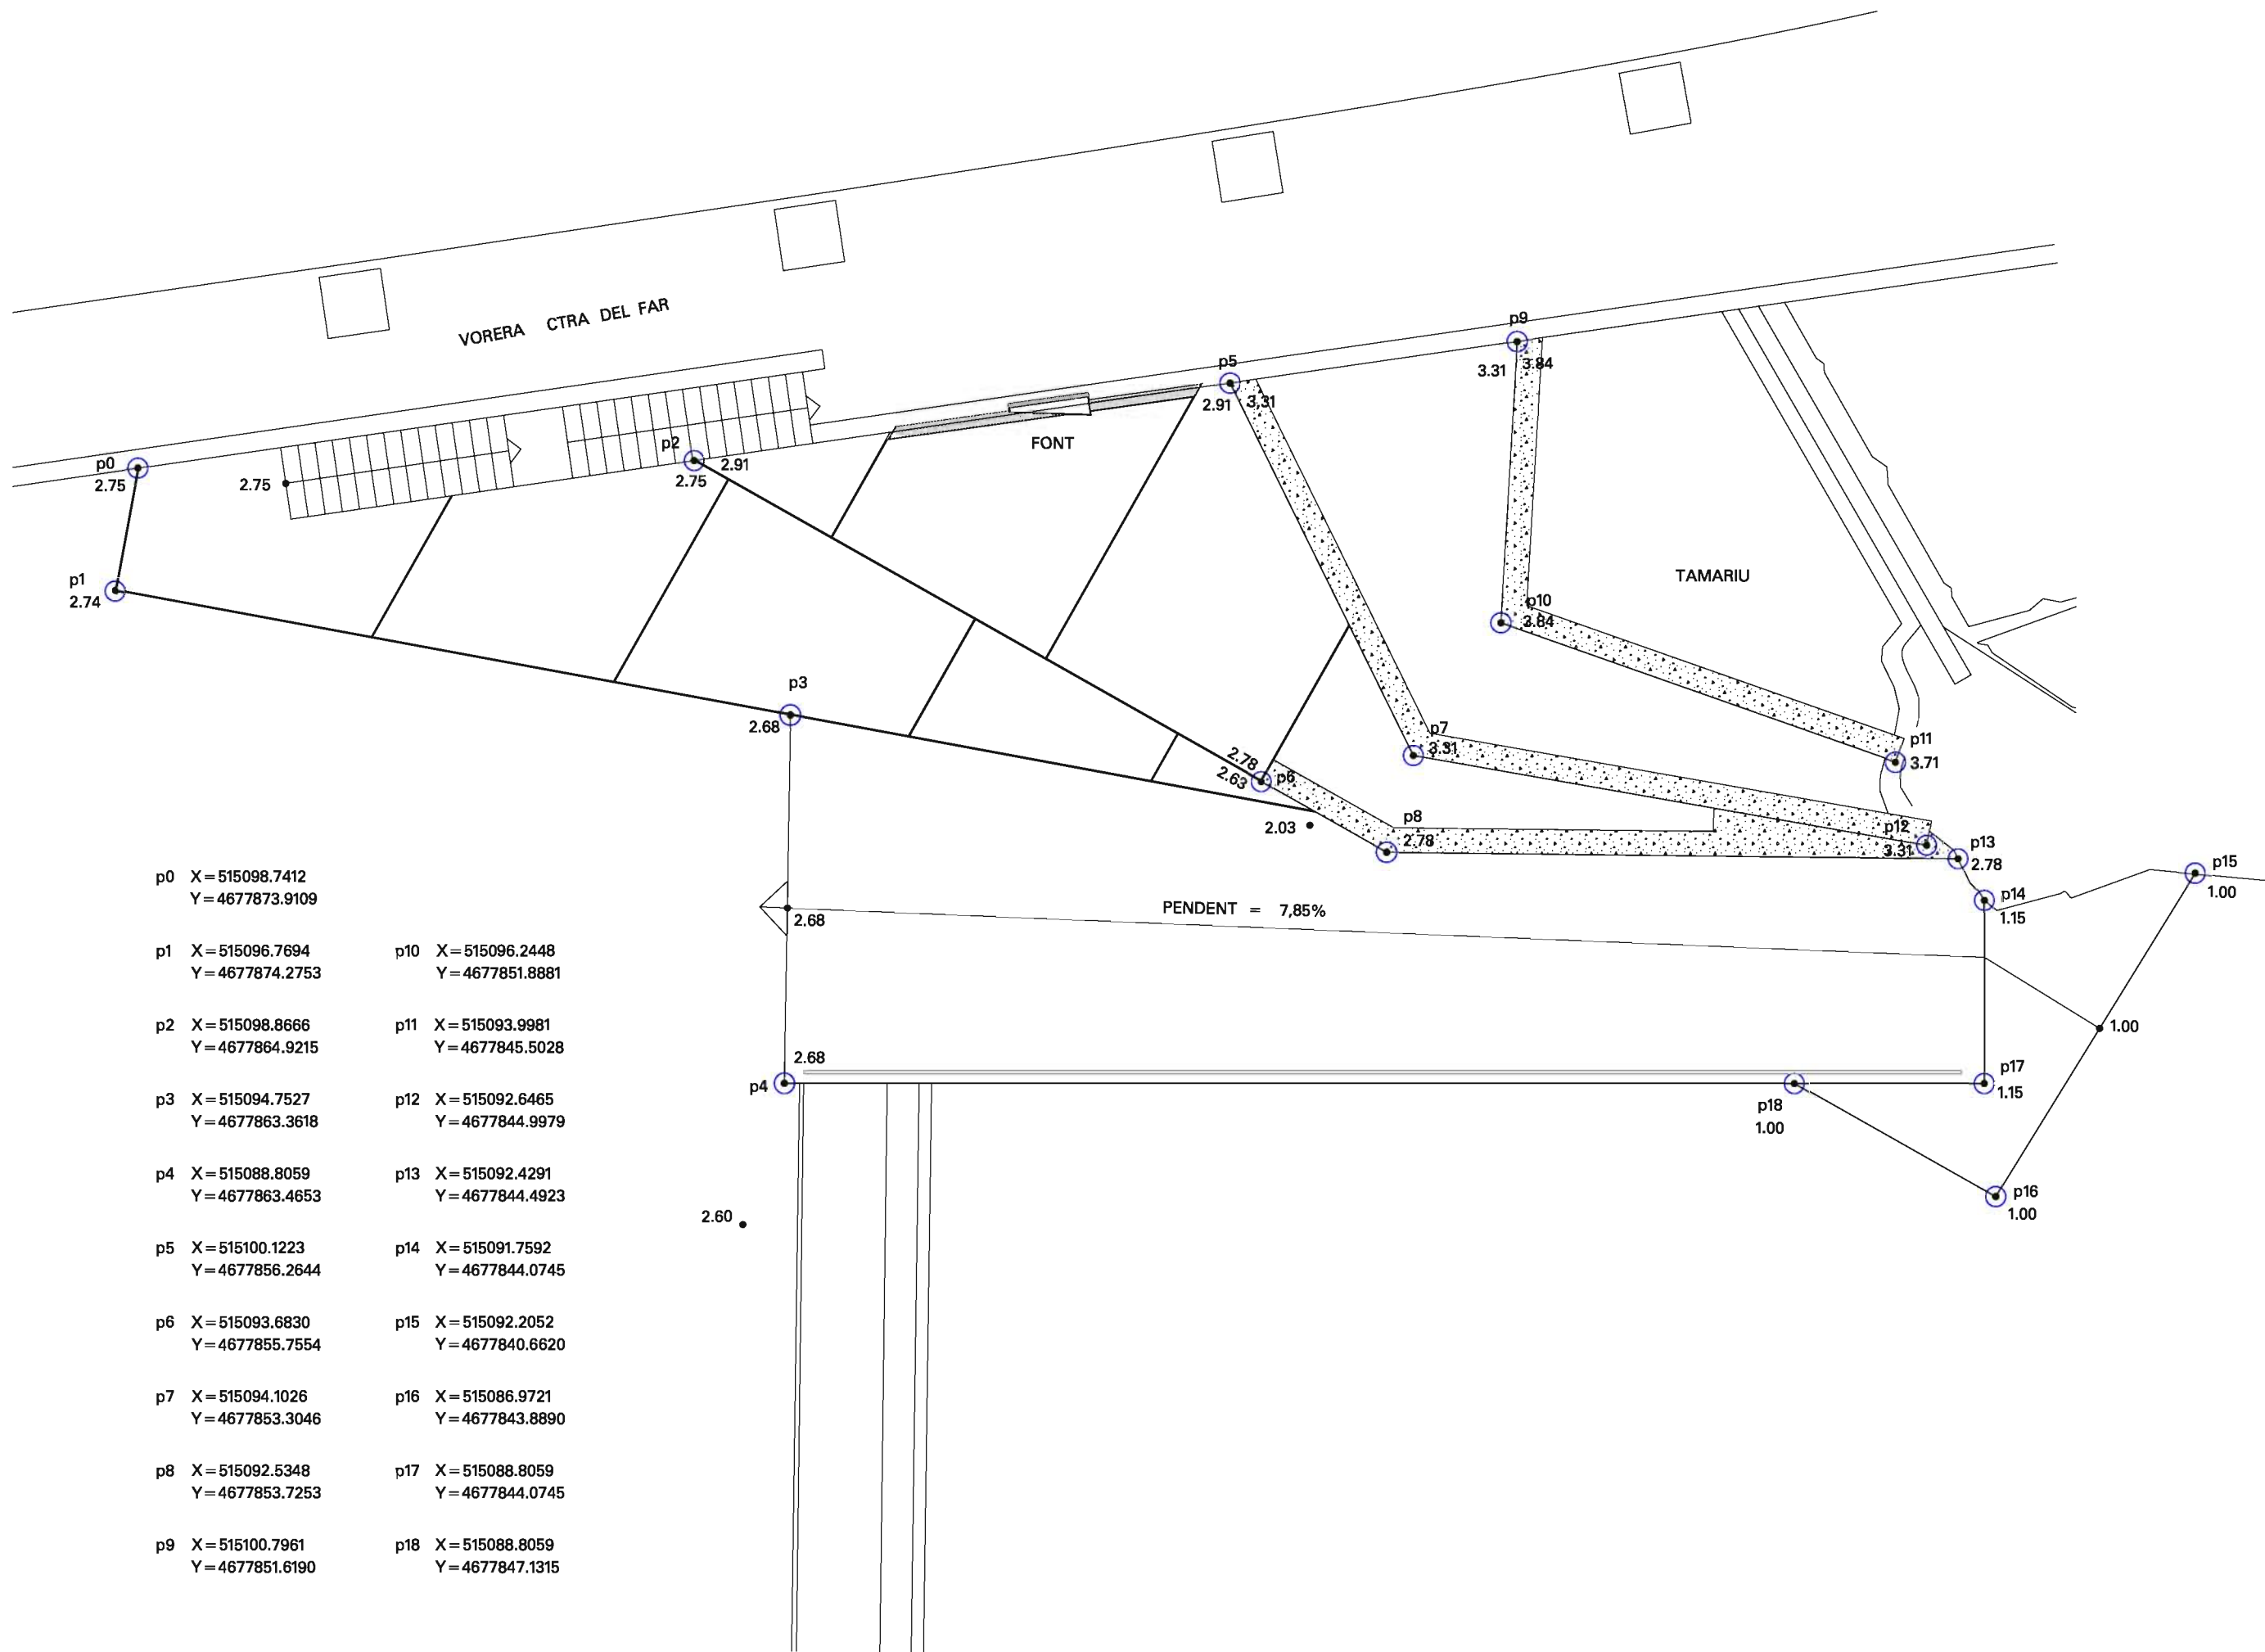 p9
3.31 3.84
VORERA CTRA DEL FAR
p5
2.91 3.31
FONT
p2
2.91
2.75
p0
2.75
2.75
TAMARIU
p1
2.74
p10
3.84
p3
2.68
p7
3.31
p11
3.71
2.78
2.63
p6
2.03
p8
2.78
p12
3.31
p13
2.78
p15
1.00
p14
1.15
PENDENT = 7,85%
2.68
1.00
2.68
p4
p17
1.15
p18
1.00
p16
1.00
2.60
p0 X=515098.7412
Y=4677873.9109
p1 X=515096.7694
Y=4677874.2753
p2 X=515098.8666
Y=4677864.9215
p3 X=515094.7527
Y=4677863.3618
p4 X=515088.8059
Y=4677863.4653
p5 X=515100.1223
Y=4677856.2644
p6 X=515093.6830
Y=4677855.7554
p7 X=515094.1026
Y=4677853.3046
p8 X=515092.5348
Y=4677853.7253
p9 X=515100.7961
Y=4677851.6190
p10 X=515096.2448
Y=4677851.8881
p11 X=515093.9981
Y=4677845.5028
p12 X=515092.6465
Y=4677844.9979
p13 X=515092.4291
Y=4677844.4923
p14 X=515091.7592
Y=4677844.0745
p15 X=515092.2052
Y=4677840.6620
p16 X=515086.9721
Y=4677843.8890
p17 X=515088.8059
Y=4677844.0745
p18 X=515088.8059
Y=4677847.1315